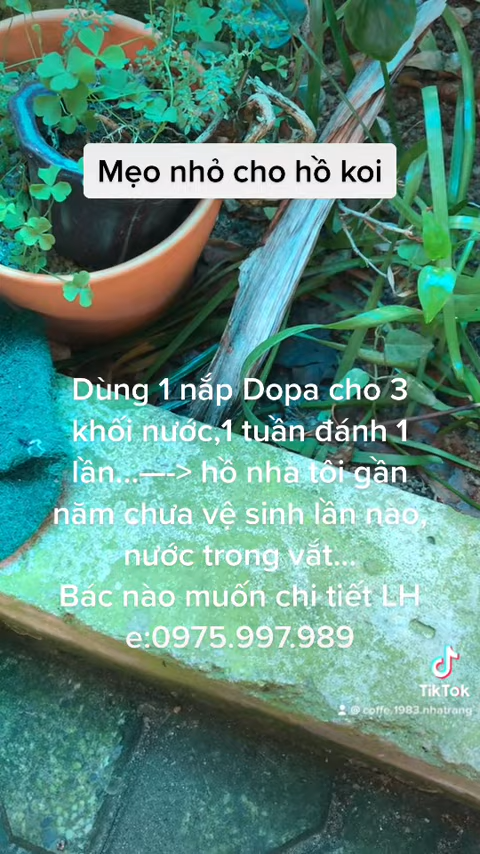 Mẹo nhỏ cho hồ koi
Dùng 1 nắp Dopa cho 3
khối nước,1 tuần đánh 1
lần...—-> hồ nhà tôi gần
năm chưa vệ sinh lần nào,
nước trong vắt...
Bác nào muốn chi tiết LH
e:0975.997.989
TikTok
@coffe.1983.nhatrang